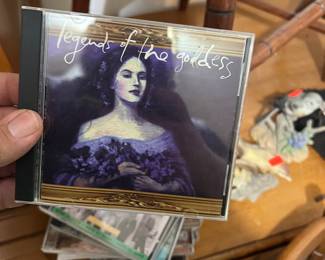 legends of the goddess